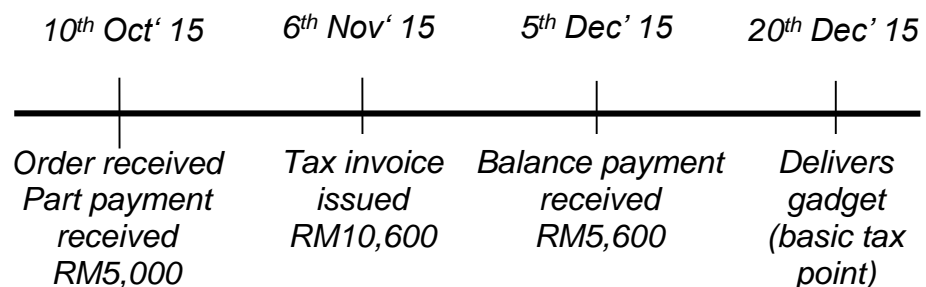 10th Oct‘ 15
6th Nov‘ 15
5th Dec’ 15
20th Dec’ 15
Order received
Part payment
received
RM5,000
Tax invoice
issued
RM10,600
Balance payment
received
RM5,600
Delivers
gadget
(basic tax
point)